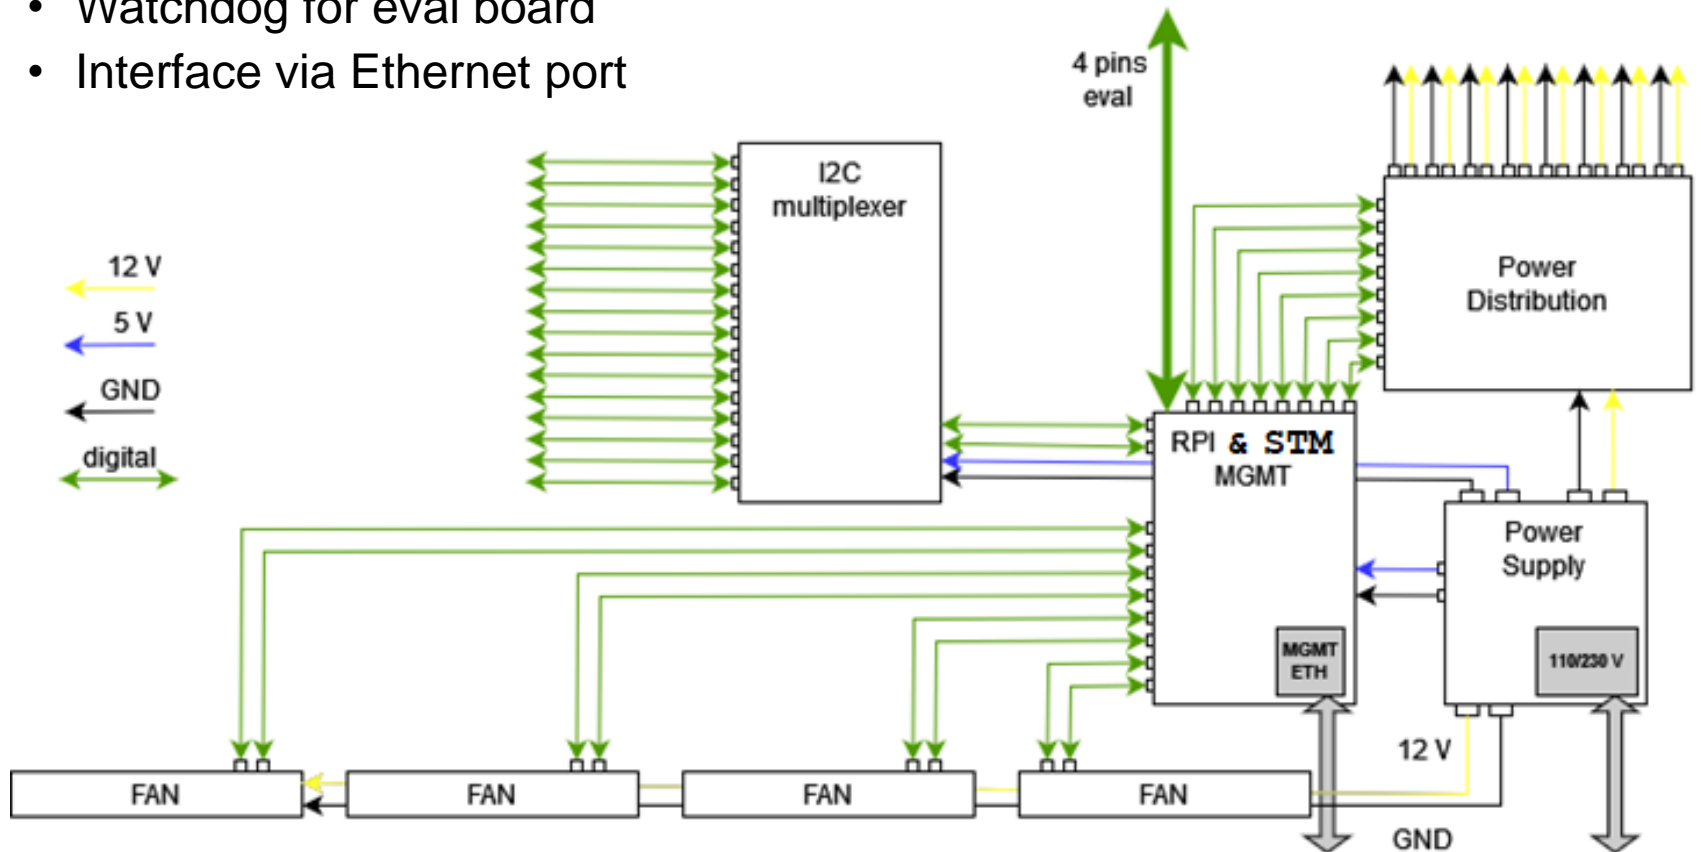 • Watchdog for eval board
• Interface via Ethernet port
4 pins
eval
I2C
multiplexer
12 V
5 V
GND
digital
Power
Distribution
RPI & STM
MGMT
Power
Supply
MGMT
ETH
110/230 V
12 V
FAN
FAN
FAN
FAN
GND